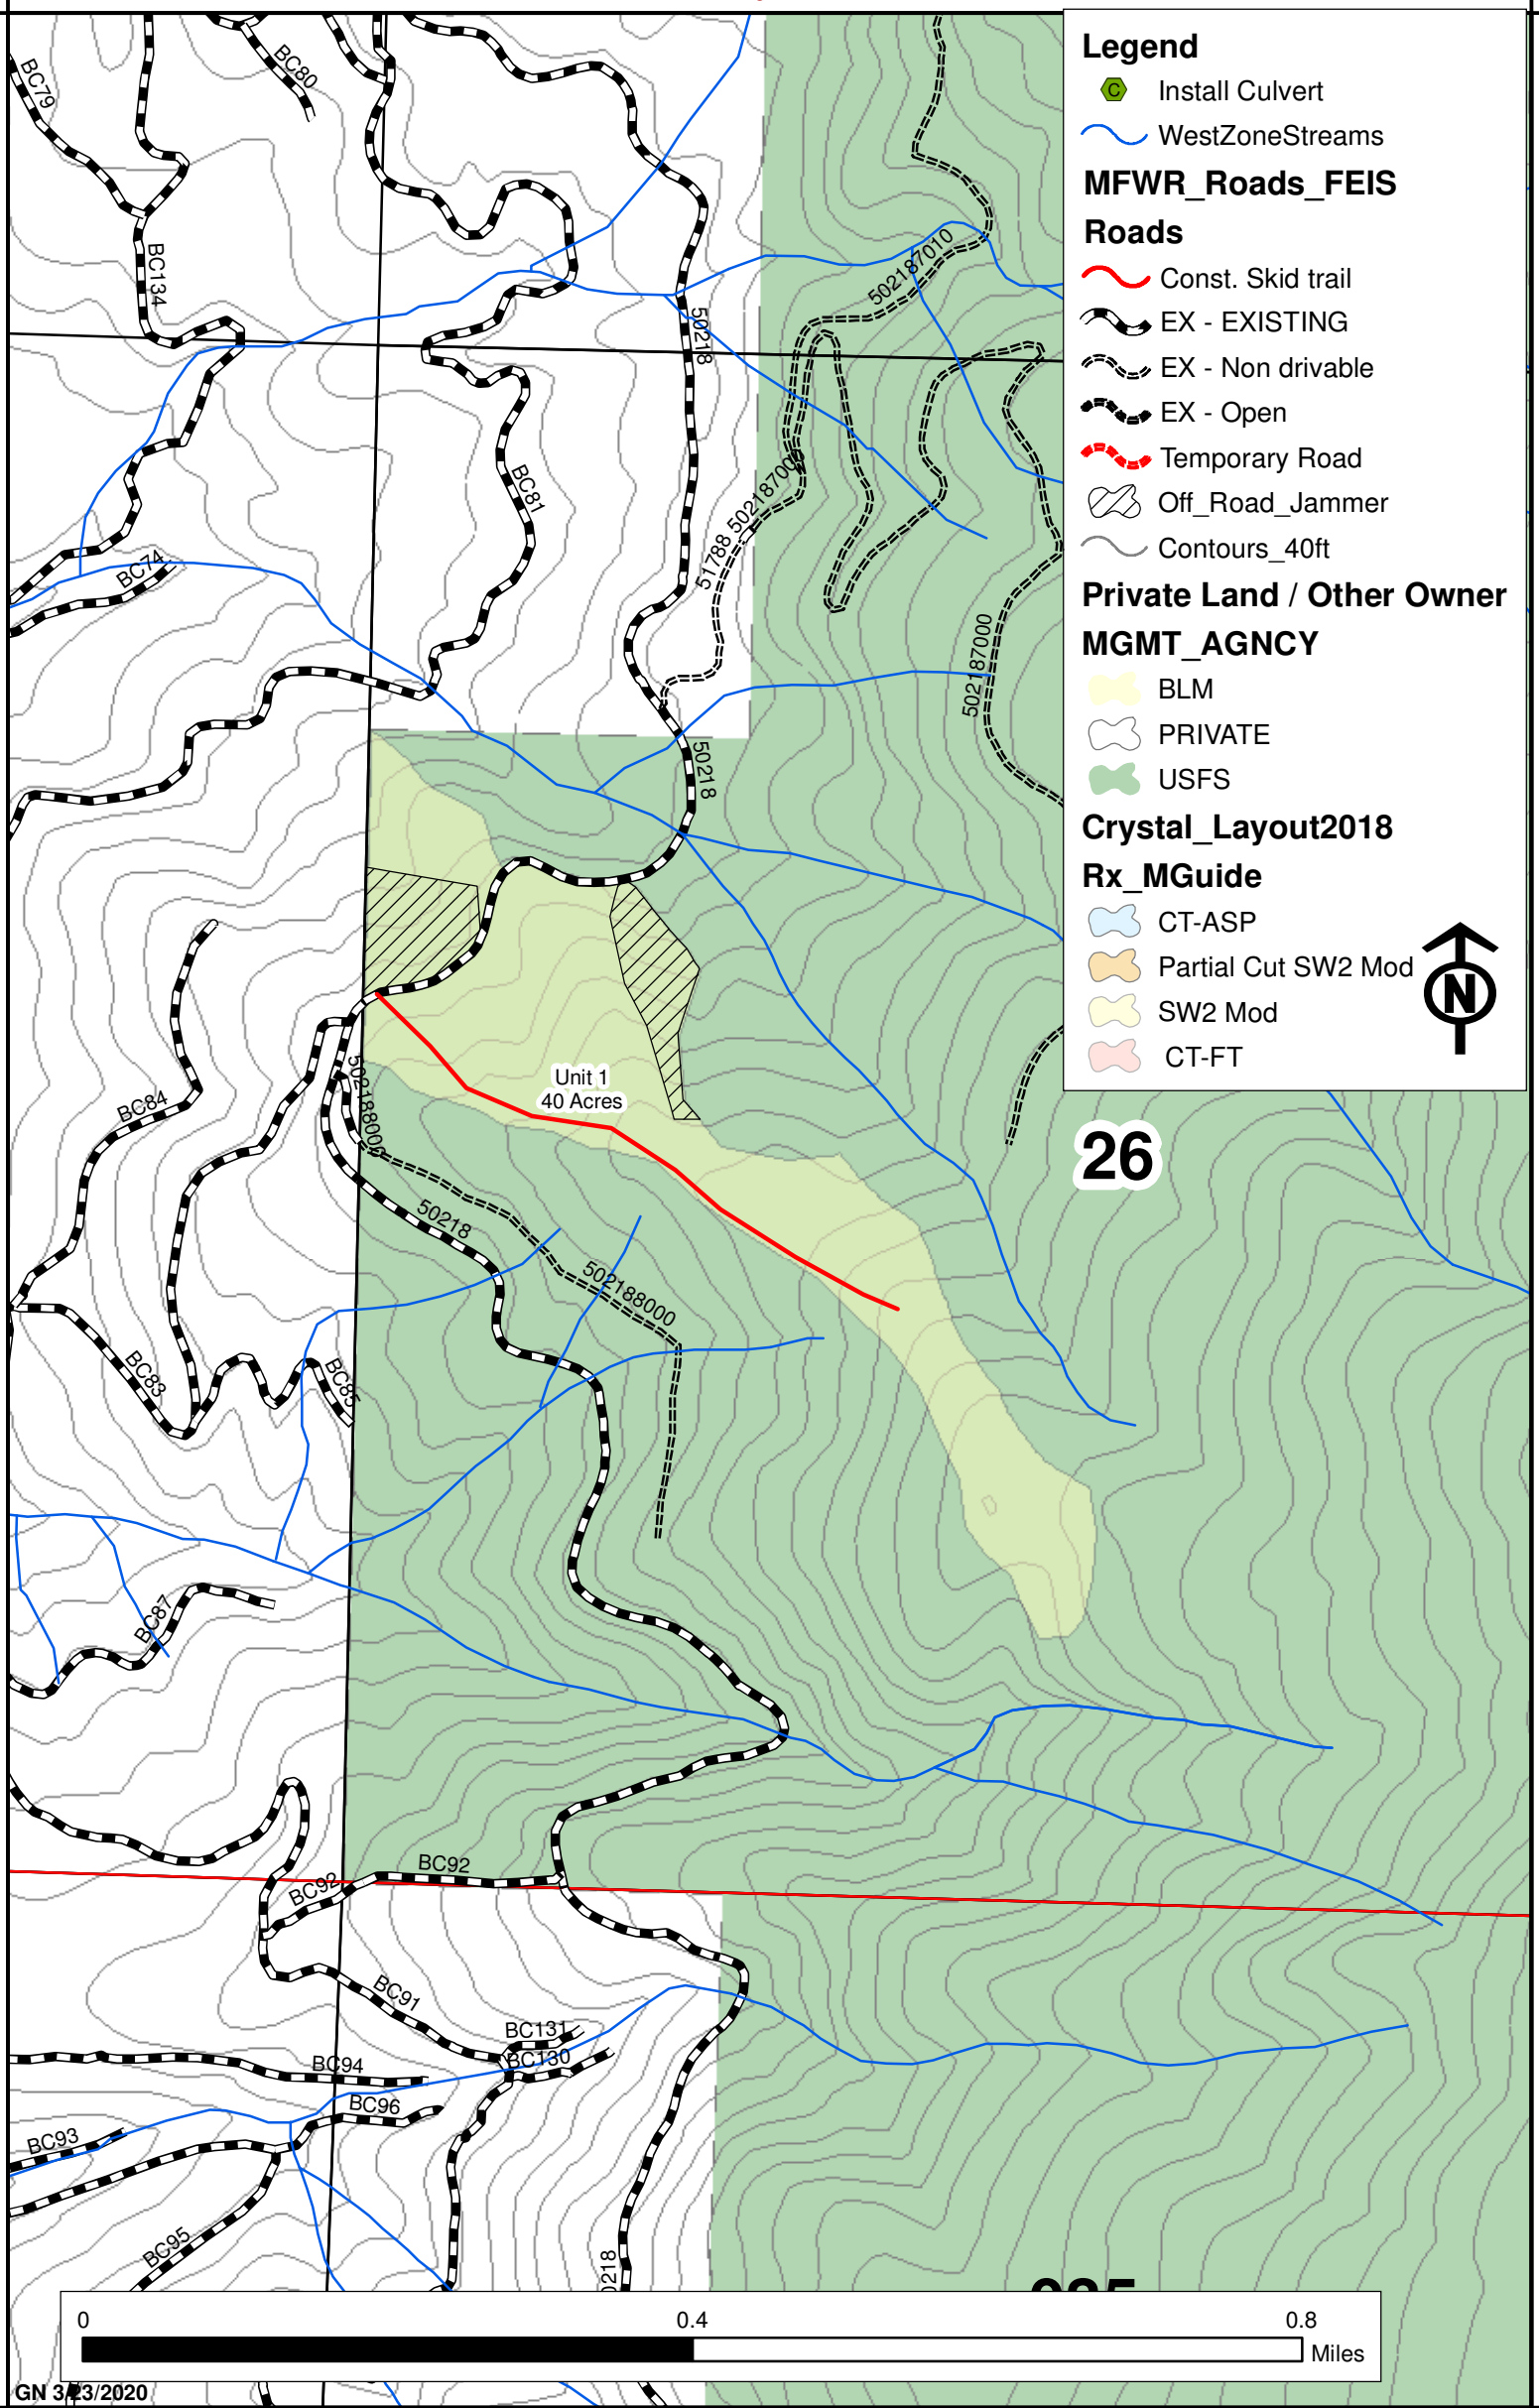 Legend
C Install Culvert
WestZoneStreams
MFWR_Roads_FEIS
Roads
Const. Skid trail
EX - EXISTING
EX - Non drivable
EX - Open
Temporary Road
Off_Road_Jammer
Contours_40ft
Private Land / Other Owner
MGMT_AGNCY
BLM
PRIVATE
USFS
Crystal_Layout2018
Rx_MGuide
CT-ASP
Partial Cut SW2 Mod
SW2 Mod
CT-FT
N
BC79
BC80
BC134
502187010
50218
BC81
51788
502187000
BC74
502187000
50218
Unit 1
40 Acres
502188000
BC84
26
50218
502188000
BC83
BC85
BC87
BC92
BC92
BC91
BC131
BC130
BC94
BC96
BC93
BC95
0
0.4
0.8
Miles
GN 3/23/2020